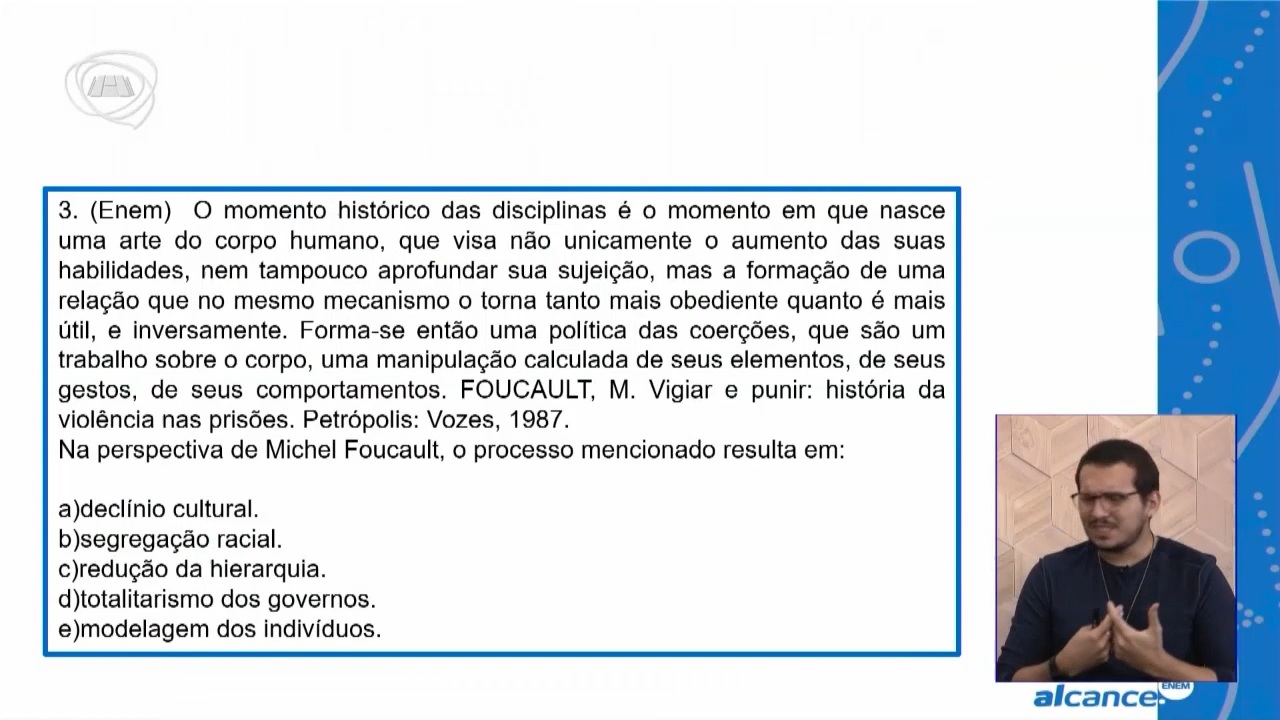 3. (Enem) O momento histórico das disciplinas é o momento em que nasce
uma arte do corpo humano, que visa não unicamente o aumento das suas
habilidades, nem tampouco aprofundar sua sujeição, mas a formação de uma
relação que no mesmo mecanismo o torna tanto mais obediente quanto é mais
útil, e inversamente. Forma-se então uma política das coerções, que são um
trabalho sobre o corpo, uma manipulação calculada de seus elementos, de seus
gestos, de seus comportamentos. FOUCAULT, M. Vigiar e punir: história da
violência nas prisões. Petrópolis: Vozes, 1987.
Na perspectiva de Michel Foucault, o processo mencionado resulta em:
a)declínio cultural.
b)segregação racial.
c)redução da hierarquia.
d)totalitarismo dos governos.
e)modelagem dos indivíduos.
alcance.
ENEM